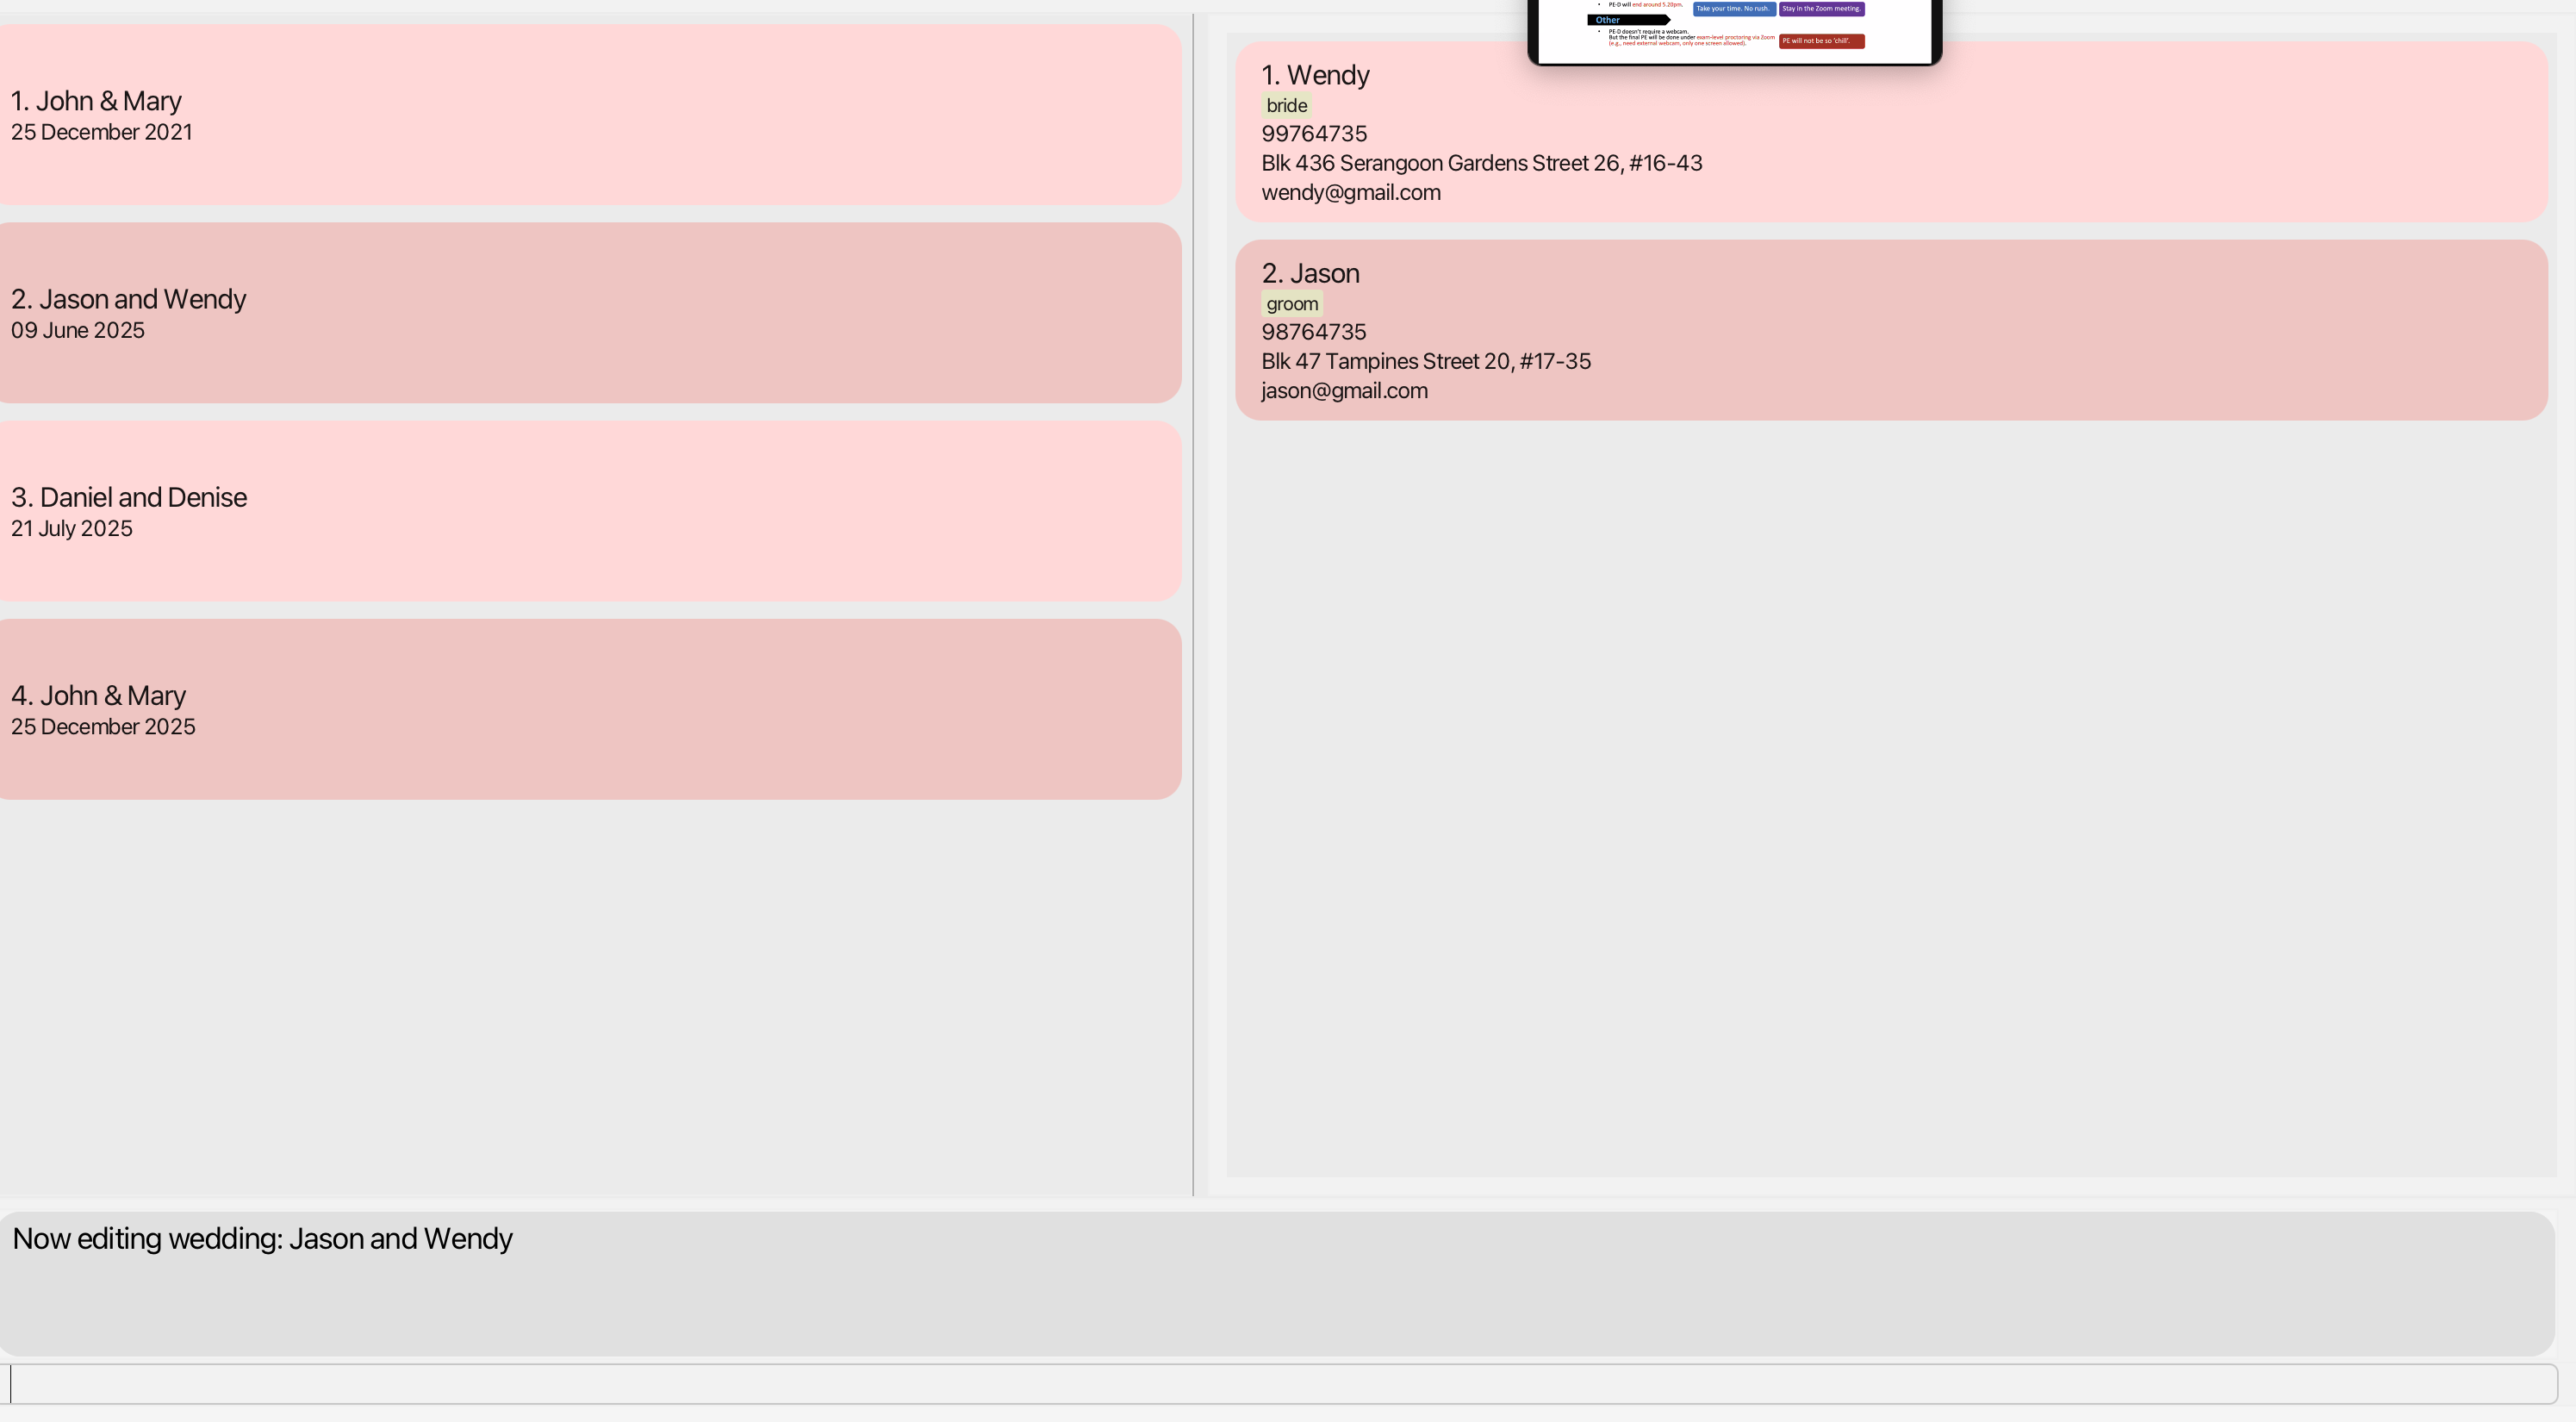 1. John & Mary
25 December 2021
2. Jason and Wendy
09 June 2025
3. Daniel and Denise
21 July 2025
4. John & Mary
25 December 2025
• PE-D will end around 5.20pm.
Take your time. No rush.
Stay in the Zoom meeting.
Other
• PE-D doesn't require a webcam.
But the final PE will be done under exam-level proctoring via Zoom
(e.g., need external webcam, only one screen allowed).
PE will not be so 'chill'.
1. Wendy
bride
99764735
Blk 436 Serangoon Gardens Street 26, #16-43
wendy@gmail.com
2. Jason
groom
98764735
Blk 47 Tampines Street 20, #17-35
jason@gmail.com
Now editing wedding: Jason and Wendy